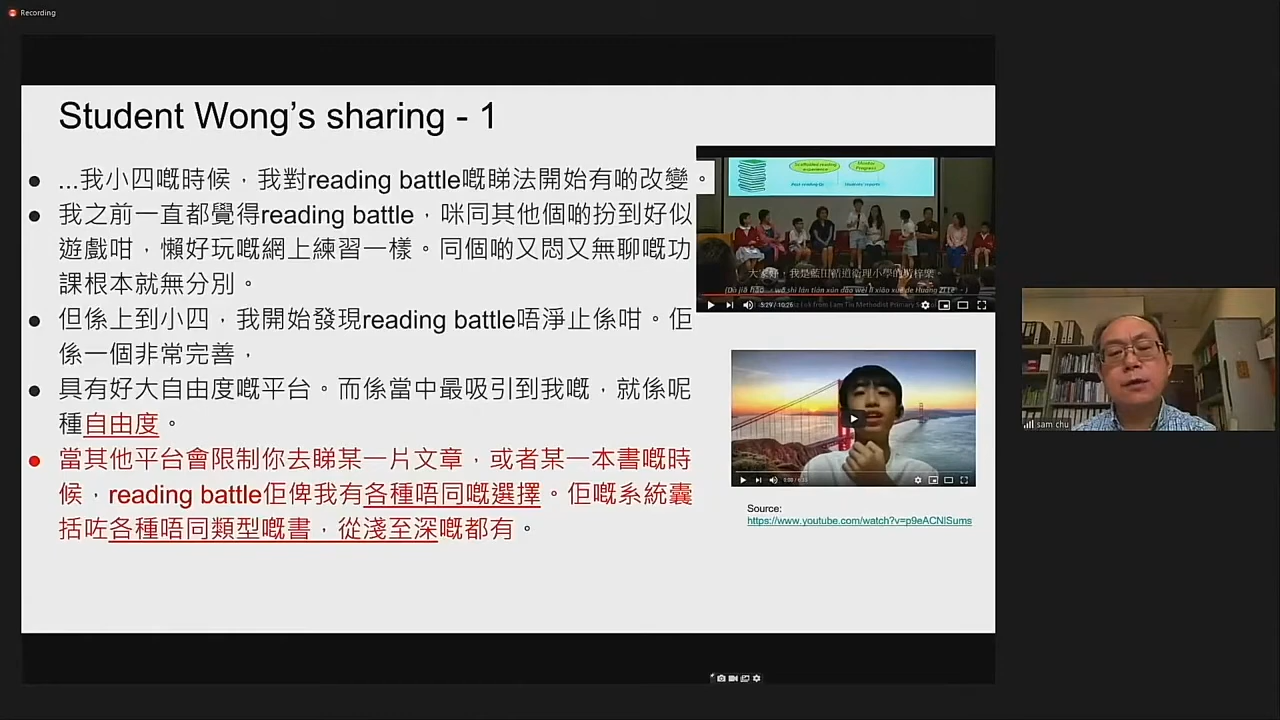 Recording
Student Wong’s sharing - 1
● ...我小四嘅時候，我對reading battle嘅睇法開始有啲改變。
● 我之前一直都覺得reading battle，咪同其他個啲扮到好似
遊戲咁，懶好玩嘅網上練習一樣。同個啲又悶又無聊嘅功
課根本就無分別。
● 但係上到小四，我開始發現reading battle唔淨止係咁。佢
係一個非常完善，
● 具有好大自由度嘅平台。而係當中最吸引到我嘅，就係呢
種自由度。
● 當其他平台會限制你去睇某一片文章，或者某一本書嘅時
候，reading battle佢俾我有各種唔同嘅選擇。佢嘅系統囊
括咗各種唔同類型嘅書，從淺至深嘅都有。
Scaffolded reading
experience
Monitor
Progress
5:29 / 10:26
Source:
https://www.youtube.com/watch?v=p9eACNlSums
sam chu